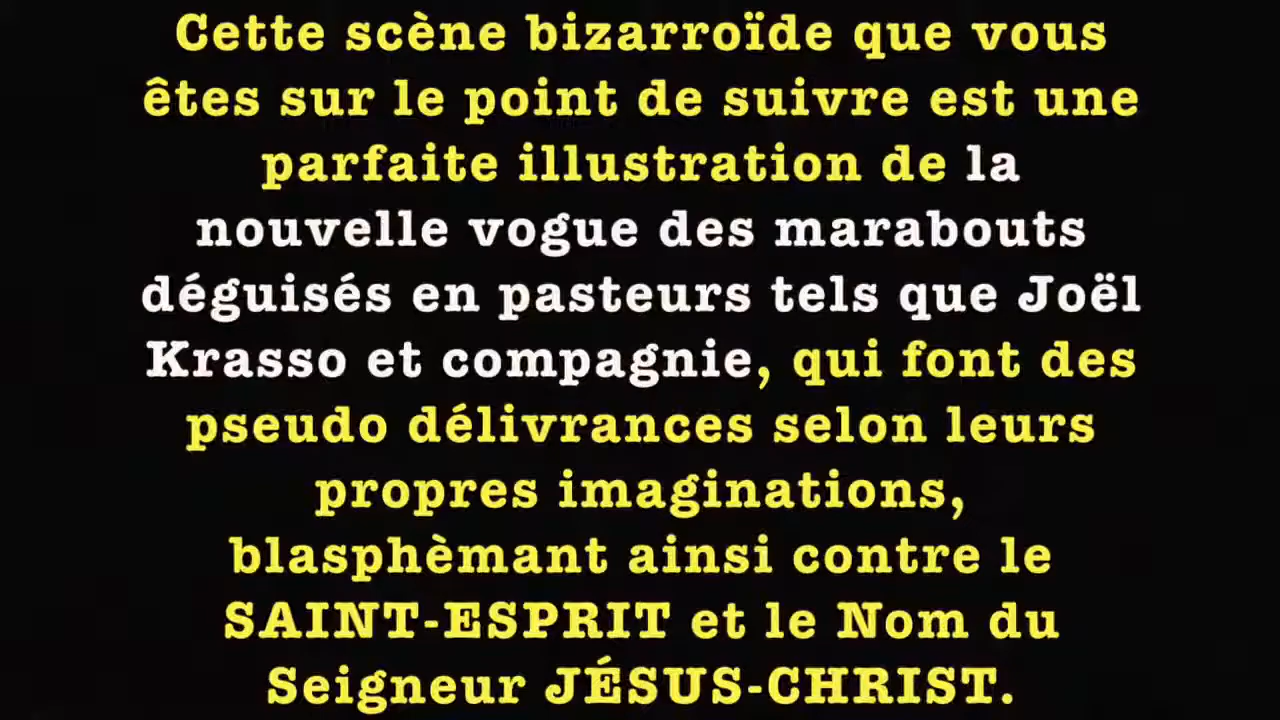 Cette scène bizarroïde que vous
êtes sur le point de suivre est une
parfaite illustration de la
nouvelle vogue des marabouts
déguisés en pasteurs tels que Joël
Krasso et compagnie, qui font des
pseudo délivrances selon leurs
propres imaginations,
blasphèmant ainsi contre le
SAINT-ESPRIT et le Nom du
Seigneur JÉSUS-CHRIST.